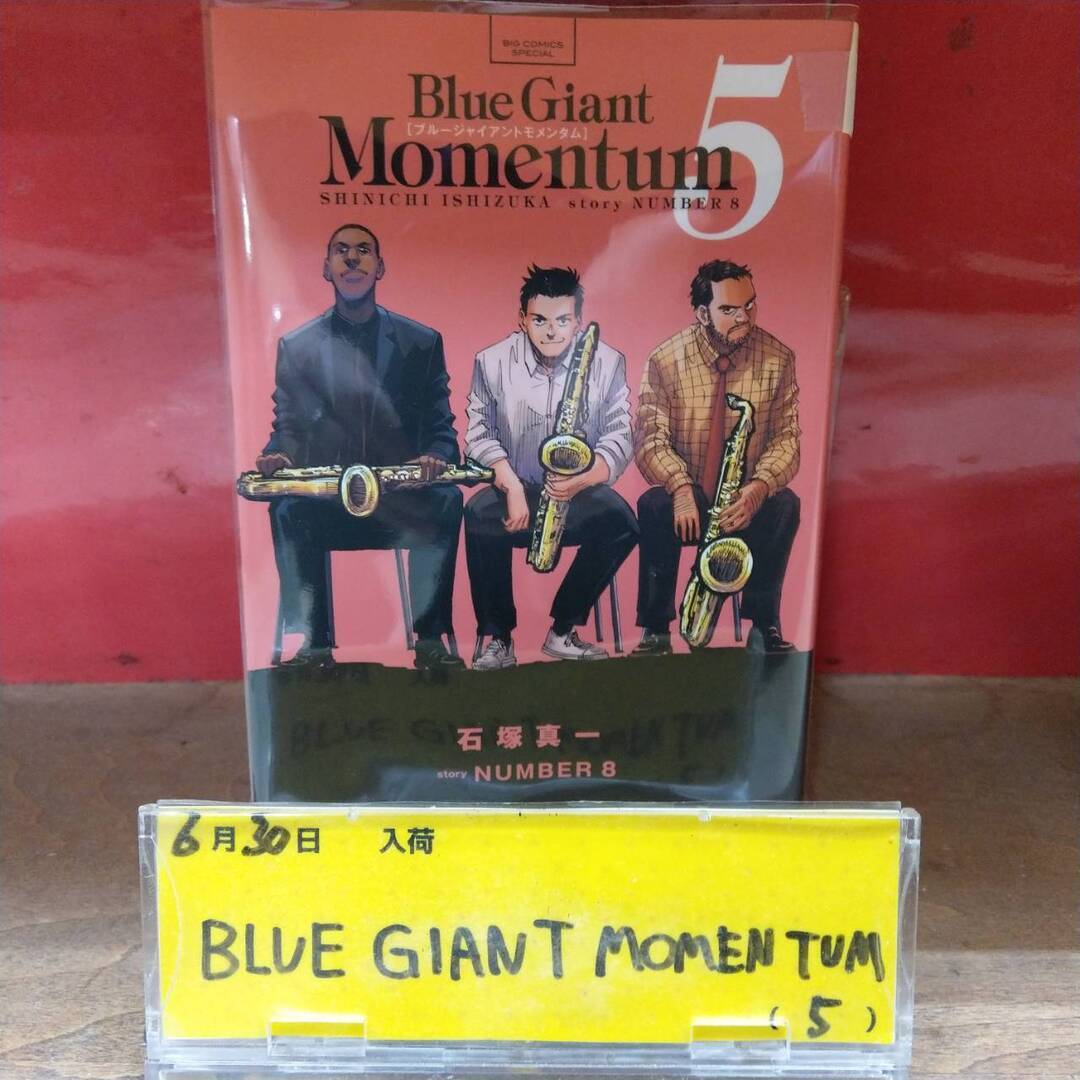 BIG COMICS
SPECIAL
Blue Giant
[ブルージャイアントモメンタム]
Momentum 5
SHINICHI ISHIZUKA story NUMBER 8
石塚真一
story NUMBER 8
6月30日 入荷
BLUE GIANT MOMENTUM
(5)